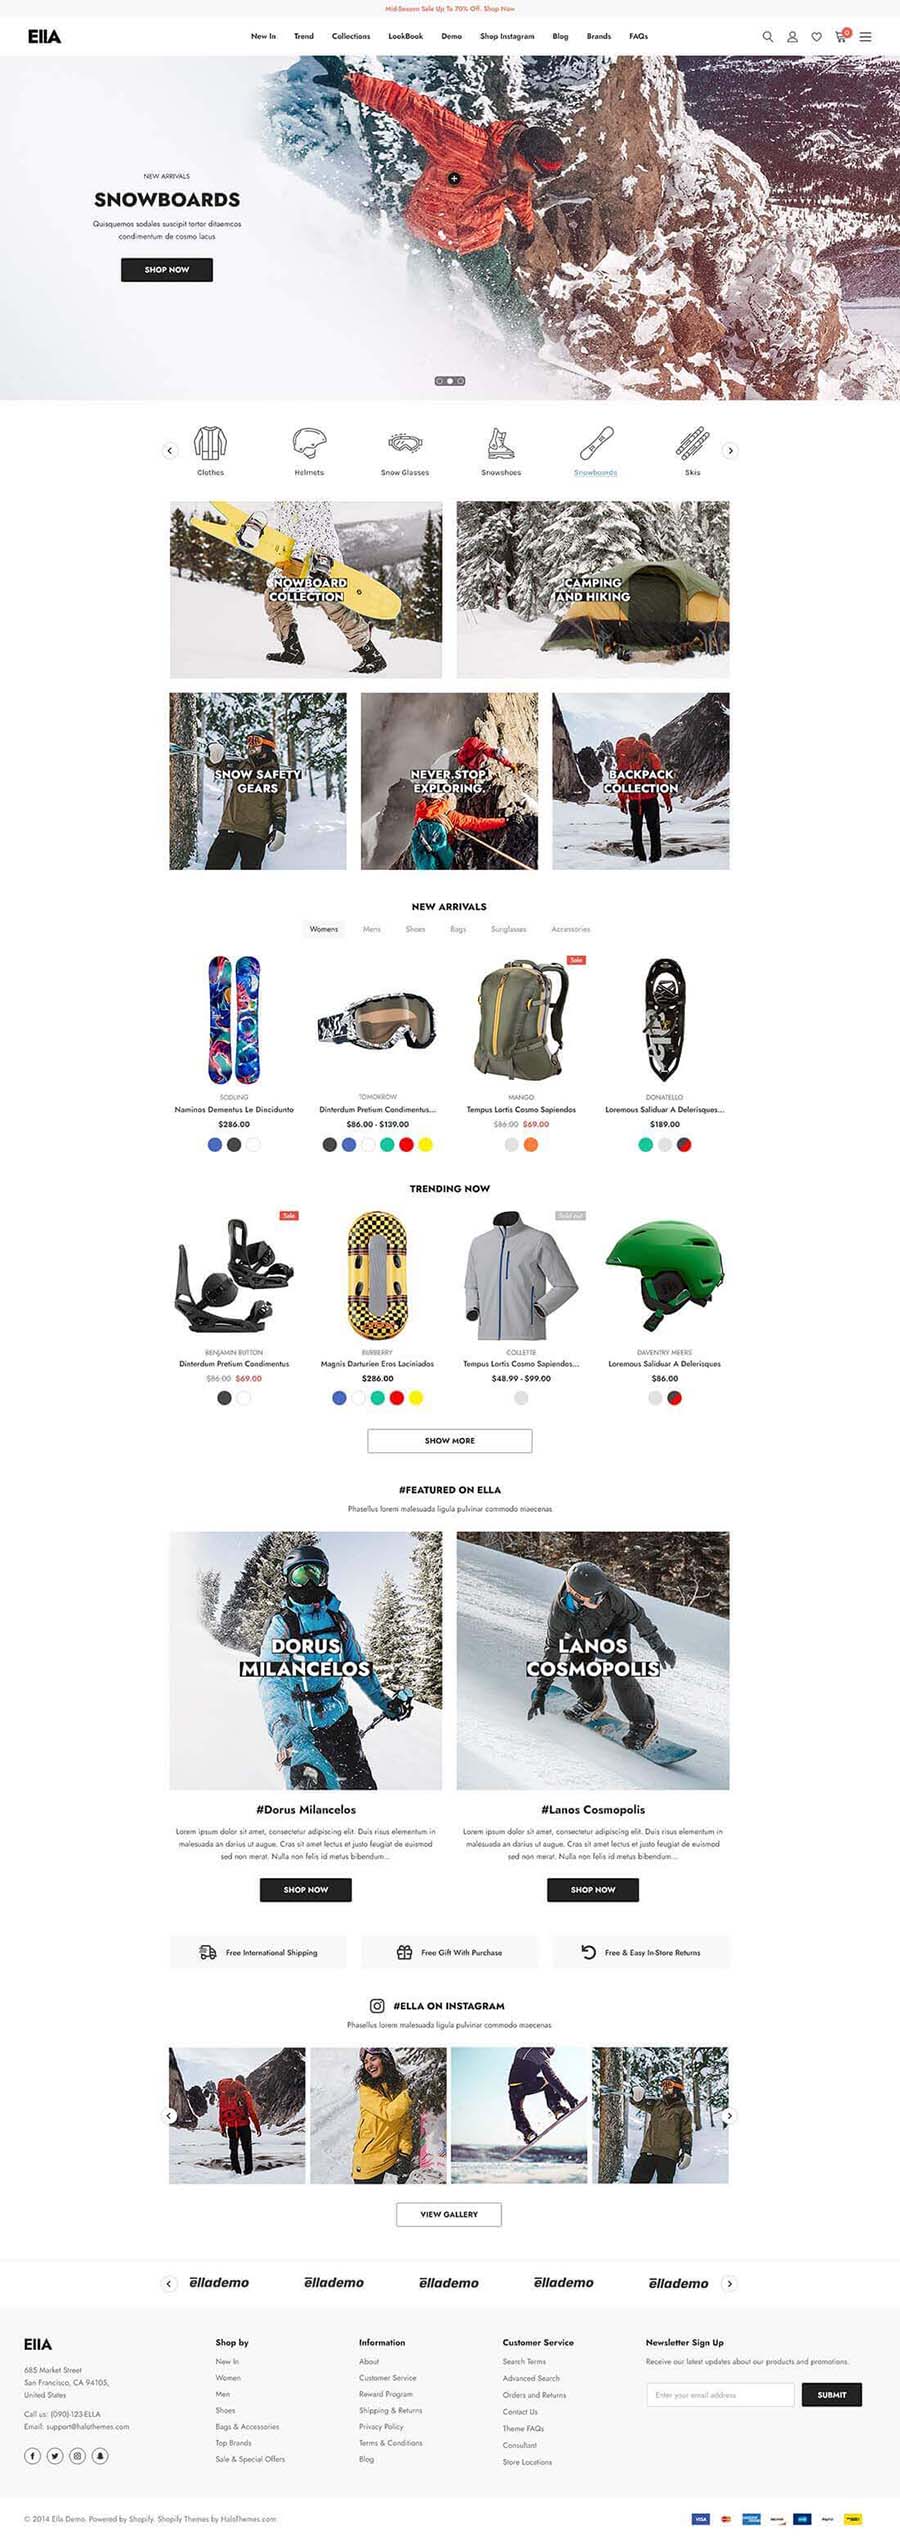 Mid-Season Sale Up To 70% Off. Shop Now
EllA
New In Trend Collections LookBook Demo Shop Instagram Blog Brands FAQs
0
NEW ARRIVALS
SNOWBOARDS
Quisquemos sodales suscipit tortor ditaemcos
condimentum de cosmo lacus
SHOP NOW
Clothes Helmets Snow Glasses Snowshoes Snowboards Skis
SNOWBOARD
COLLECTION
CAMPING
AND HIKING
SNOW SAFETY
GEARS
NEVER STOP
EXPLORING.
BACKPACK
COLLECTION
NEW ARRIVALS
Womens Mens Shoes Bags Sunglasses Accessories
Sale
SODLING
Naminos Dementus Le Dincidunto
$286.00
TOMORROW
Dinterdum Pretium Condimentus...
$86.00 - $139.00
MANGO
Tempus Lortis Cosmo Sapiendos
$86.00 $69.00
DONATELLO
Loremous Saliduar A Delerisques...
$189.00
TRENDING NOW
Sale
Sold out
BENJAMIN BUTTON
Dinterdum Pretium Condimentus
$86.00 $69.00
BURBERRY
Magnis Darturien Eros Laciniados
$286.00
COLLETTE
Tempus Lortis Cosmo Sapiendos...
$48.99 - $99.00
DAVENTRY MEERS
Loremous Saliduar A Delerisques
$86.00
SHOW MORE
#FEATURED ON ELLA
Phasellus lorem malesuada ligula pulvinar commodo maecenas
DORUS
MILANCELOS
LANOS
COSMOPOLIS
#Dorus Milancelos
Lorem ipsum dolor sit amet, consectetur adipiscing elit. Duis risus elementum in
malesuada an darius ut augue. Cras sit amet lectus et justo feugiat de euismod
sed non merat. Nulla non felis id metus bibendum...
SHOP NOW
#Lanos Cosmopolis
Lorem ipsum dolor sit amet, consectetur adipiscing elit. Duis risus elementum in
malesuada an darius ut augue. Cras sit amet lectus et justo feugiat de euismod
sed non merat. Nulla non felis id metus bibendum...
SHOP NOW
Free International Shipping
Free Gift With Purchase
Free & Easy In-Store Returns
#ELLA ON INSTAGRAM
Phasellus lorem malesuada ligula pulvinar commodo maecenas
VIEW GALLERY
ellademo ellademo ellademo ellademo ellademo
EllA
685 Market Street
San Francisco, CA 94105,
United States
Call us: (090)-123-ELLA
Email: support@halothemes.com
Shop by
New In
Women
Men
Shoes
Bags & Accessories
Top Brands
Sale & Special Offers
Information
About
Customer Service
Reward Program
Shipping & Returns
Privacy Policy
Terms & Conditions
Blog
Customer Service
Search Terms
Advanced Search
Orders and Returns
Contact Us
Theme FAQs
Consultant
Store Locations
Newsletter Sign Up
Receive our latest updates about our products and promotions.
Enter your email address
SUBMIT
© 2014 Ella Demo. Powered by Shopify. Shopify Themes by HaloThemes.com
VISA